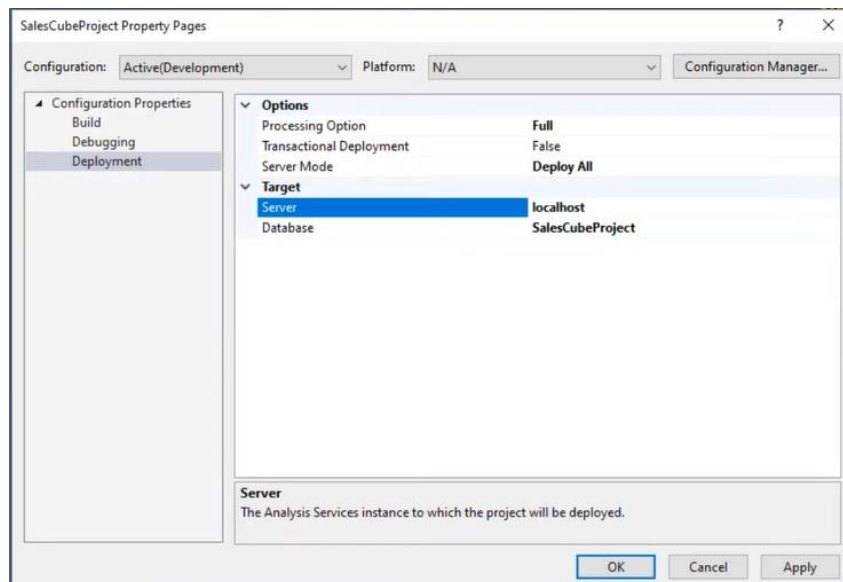 SalesCubeProject Property Pages
?
Configuration: Active(Development) Platform: N/A Configuration Manager...
Configuration Properties
Build
Debugging
Deployment
Options
Processing Option Full
Transactional Deployment False
Server Mode Deploy All
Target
Server localhost
Database SalesCubeProject
Server
The Analysis Services instance to which the project will be deployed.
OK Cancel Apply